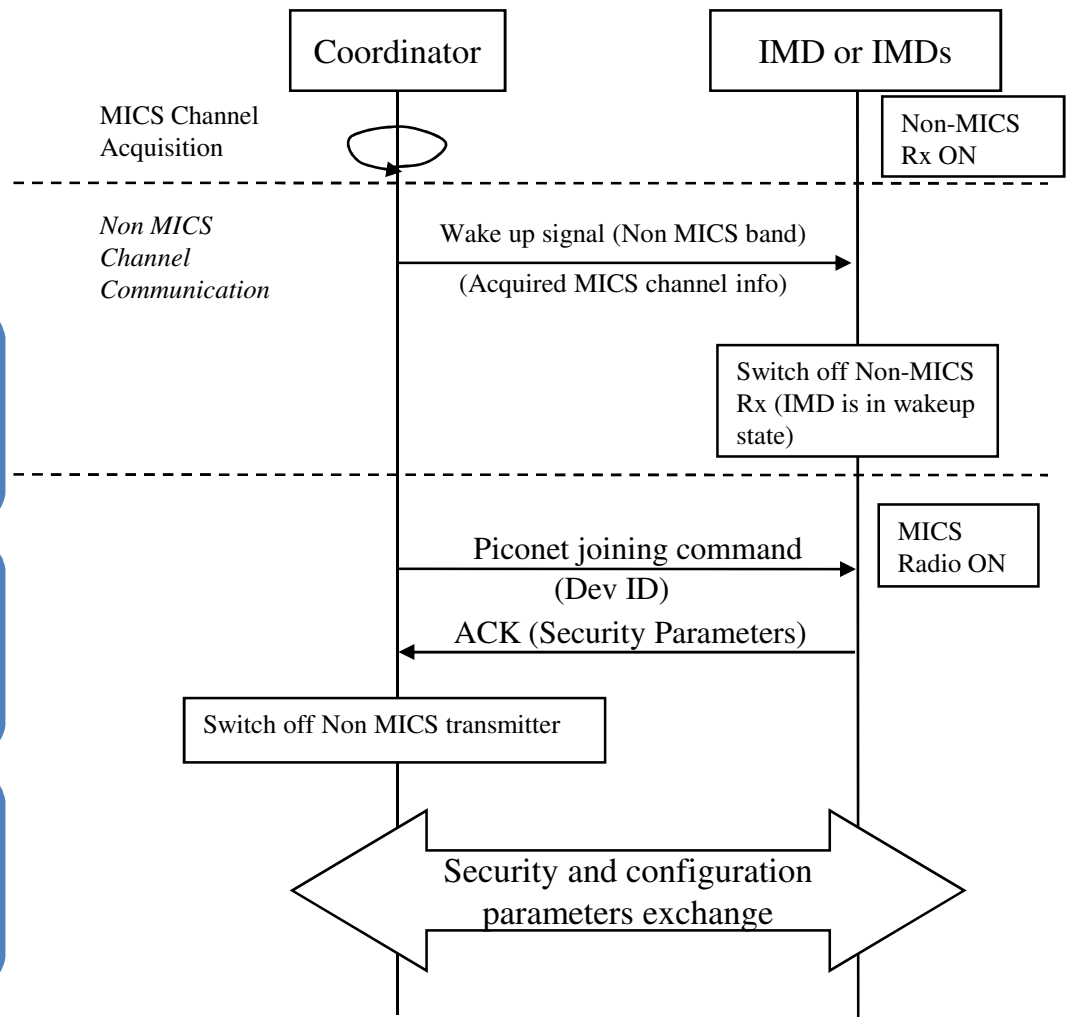 Coordinator
IMD or IMDs
MICS Channel
Acquisition
Non-MICS
Rx ON
Non MICS
Channel
Communication
Wake up signal (Non MICS band)
(Acquired MICS channel info)
Switch off Non-MICS
Rx (IMD is in wakeup
state)
MICS
Radio ON
Piconet joining command
(Dev ID)
ACK (Security Parameters)
Switch off Non MICS transmitter
Security and configuration
parameters exchange